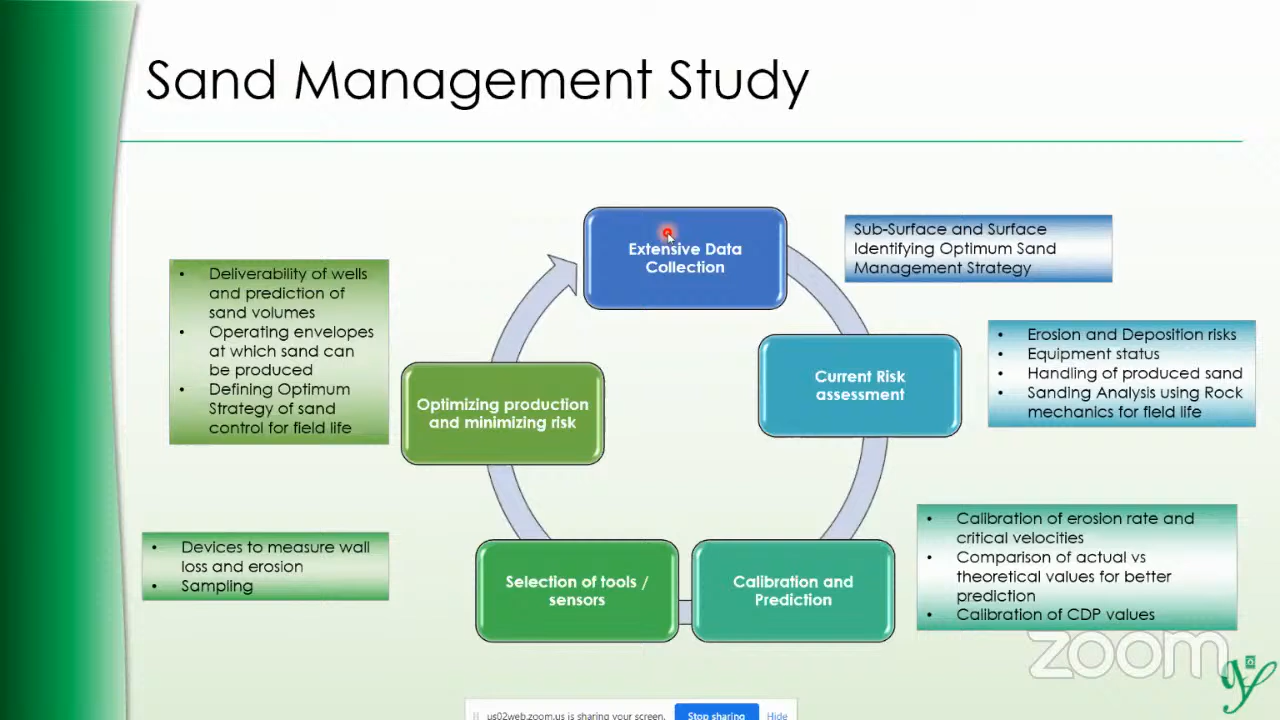 Sand Management Study
Extensive Data
Collection
Sub-Surface and Surface
Identifying Optimum Sand
Management Strategy
Current Risk
assessment
• Erosion and Deposition risks
• Equipment status
• Handling of produced sand
• Sanding Analysis using Rock
mechanics for field life
Calibration and
Prediction
• Calibration of erosion rate and
critical velocities
• Comparison of actual vs
theoretical values for better
prediction
• Calibration of CDP values
Selection of tools /
sensors
• Devices to measure wall
loss and erosion
• Sampling
Optimizing production
and minimizing risk
• Deliverability of wells
and prediction of
sand volumes
• Operating envelopes
at which sand can
be produced
• Defining Optimum
Strategy of sand
control for field life
zoom
us02web.zoom.us is sharing your screen.
Stop sharing
Hide